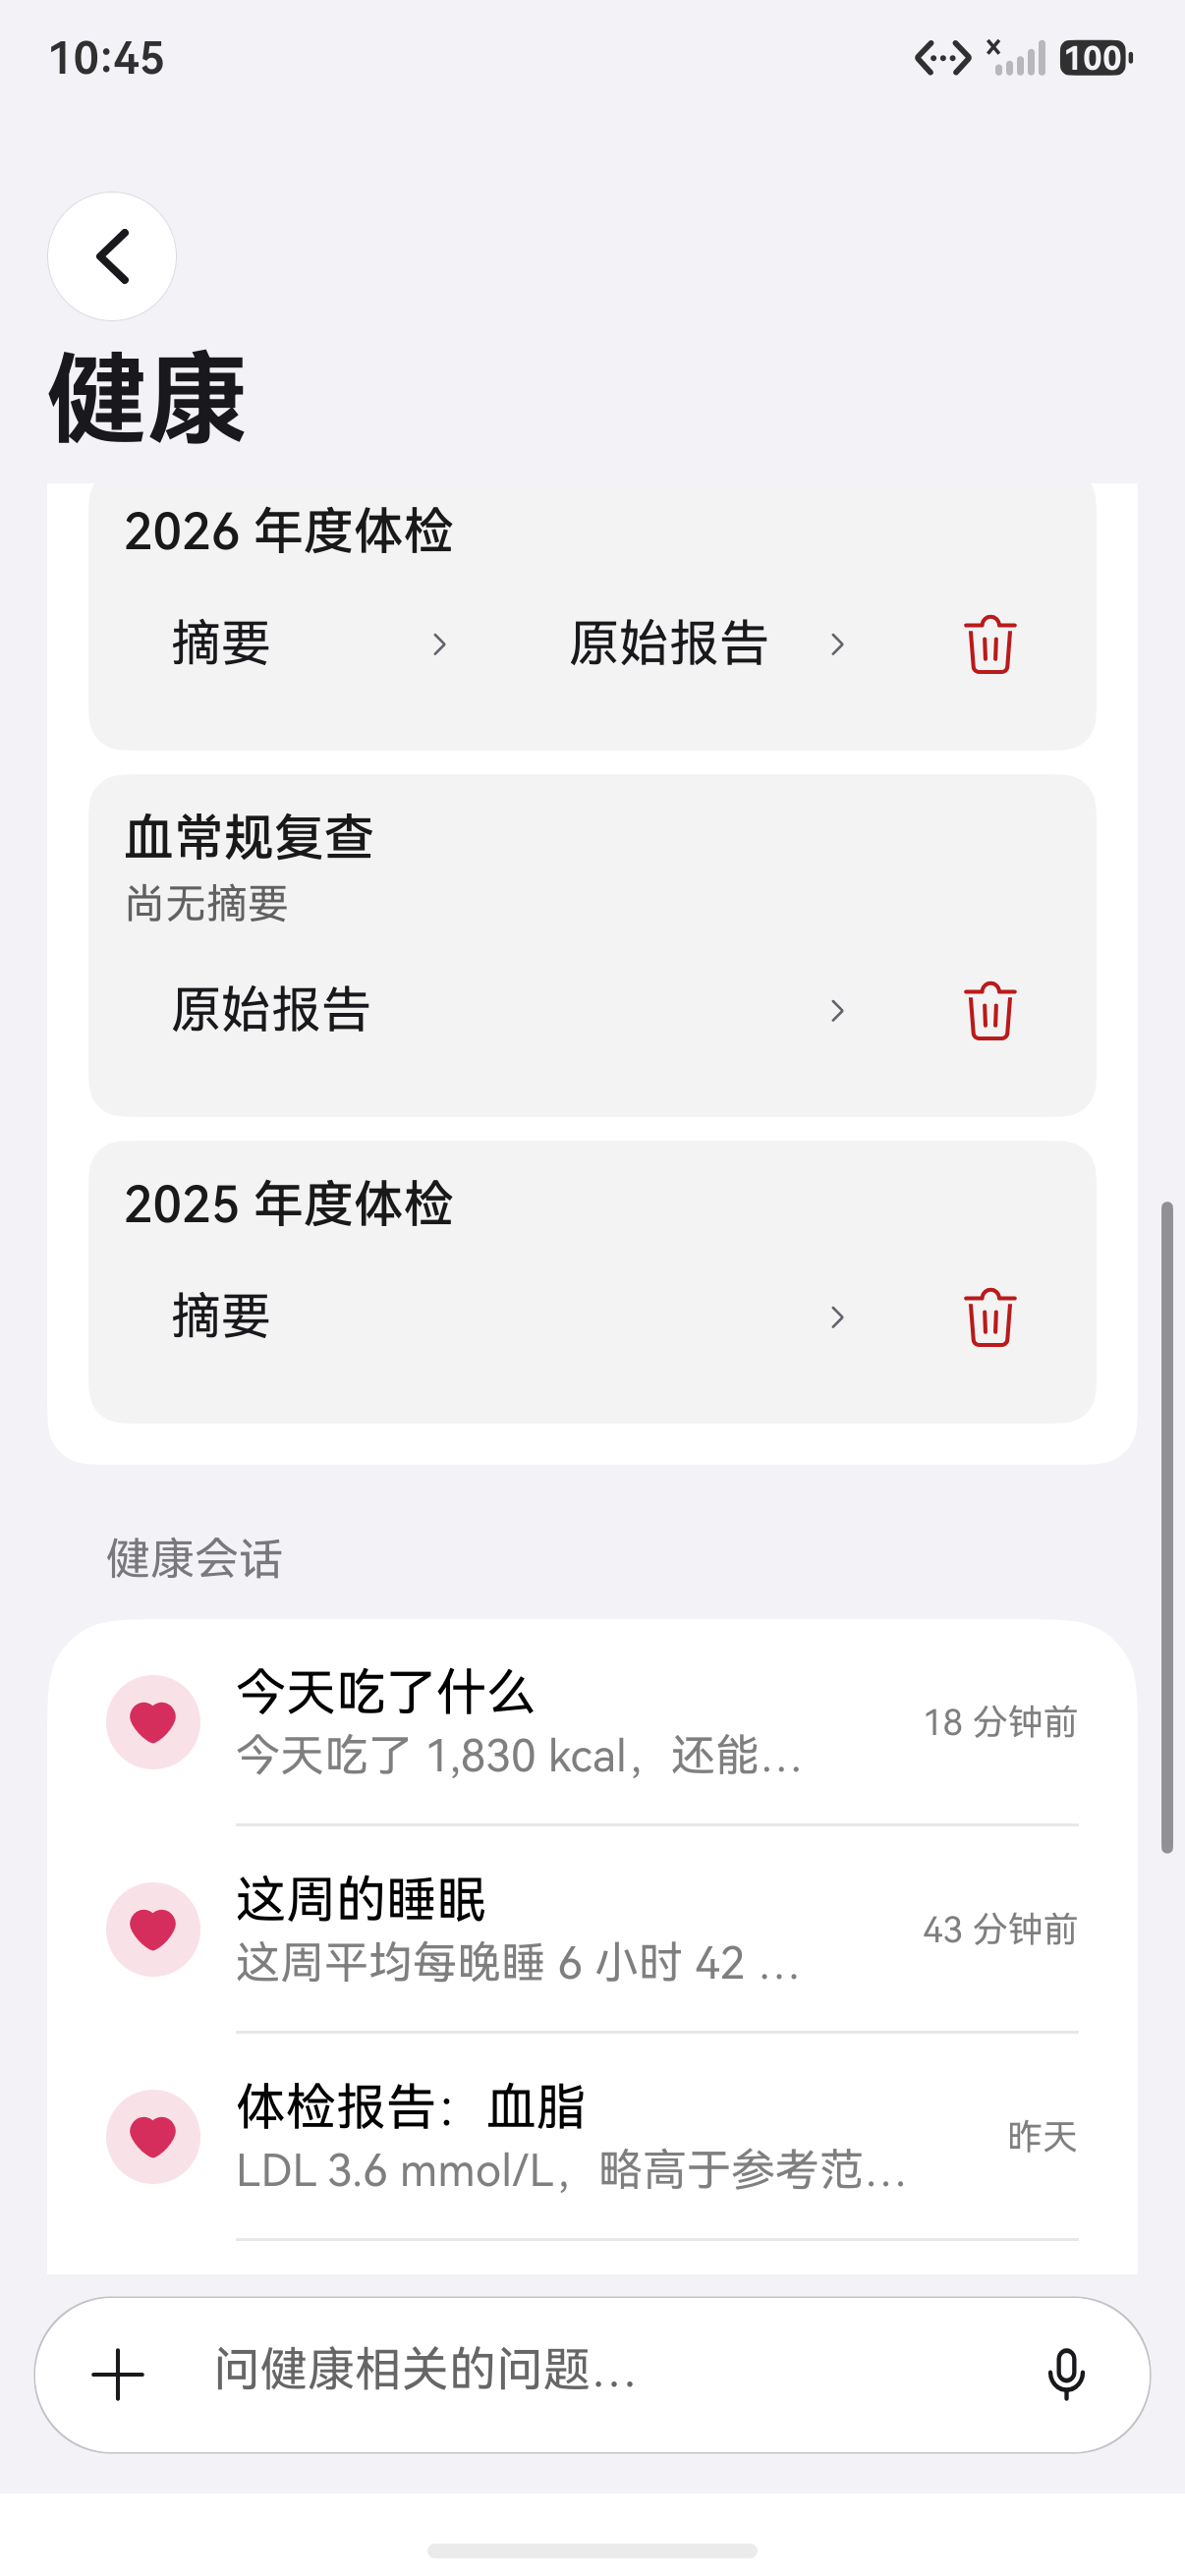 10:45
100
健康
2026 年度体检
摘要
原始报告
血常规复查
尚无摘要
原始报告
2025 年度体检
摘要
健康会话
今天吃了什么
18 分钟前
今天吃了 1,830 kcal，还能…
这周的睡眠
43 分钟前
这周平均每晚睡 6 小时 42 …
体检报告：血脂
昨天
LDL 3.6 mmol/L，略高于参考范…
问健康相关的问题…